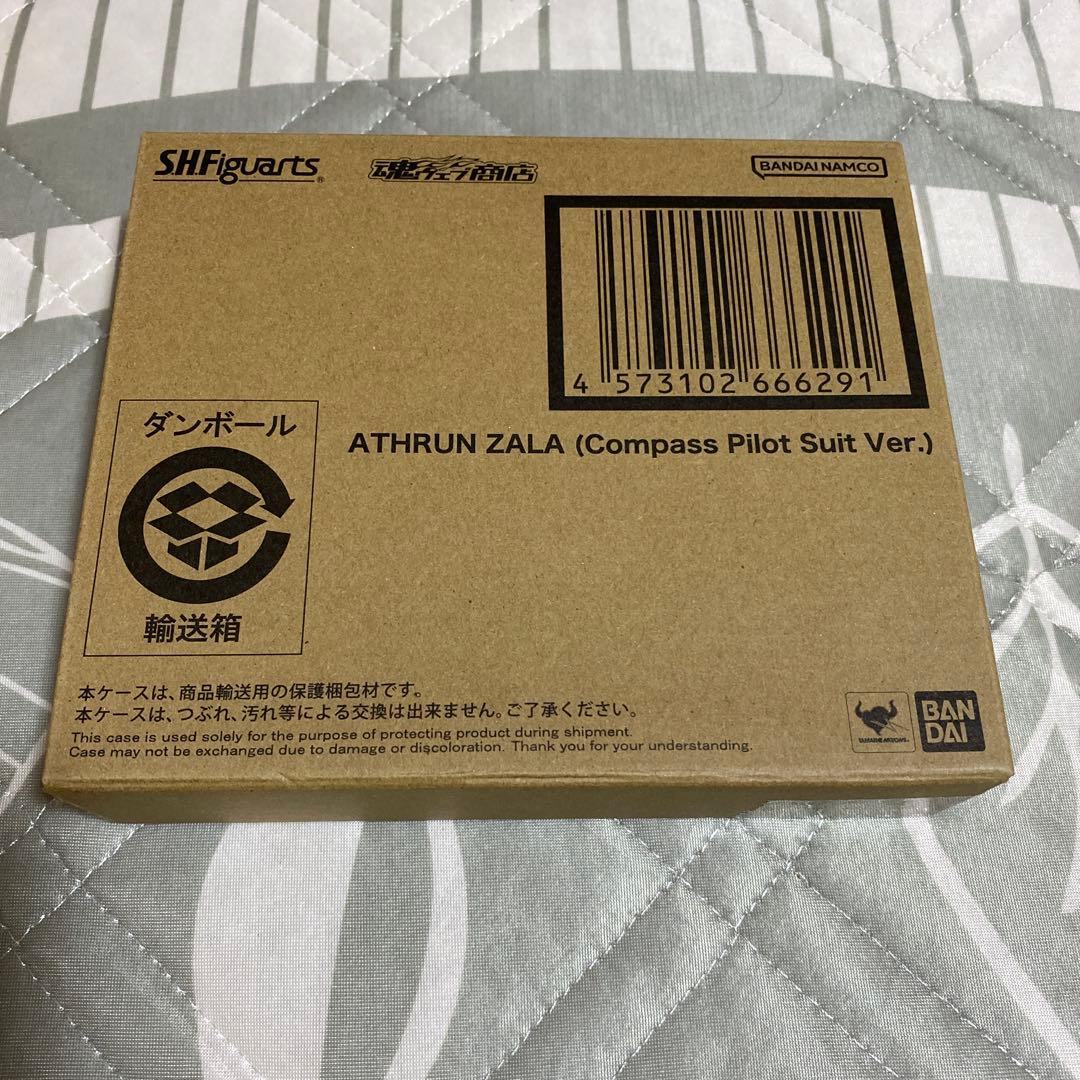 S.H.Figuarts®
魂ウェブ商店
BANDAI NAMCO
4 573102 666291
ATHRUN ZALA (Compass Pilot Suit Ver.)
ダンボール
輸送箱
本ケースは、商品輸送用の保護梱包材です。
本ケースは、つぶれ、汚れ等による交換は出来ません。ご了承ください。
This case is used solely for the purpose of protecting product during shipment.
Case may not be exchanged due to damage or discoloration. Thank you for your understanding.
TAMASHII NATIONS
BAN
DAI